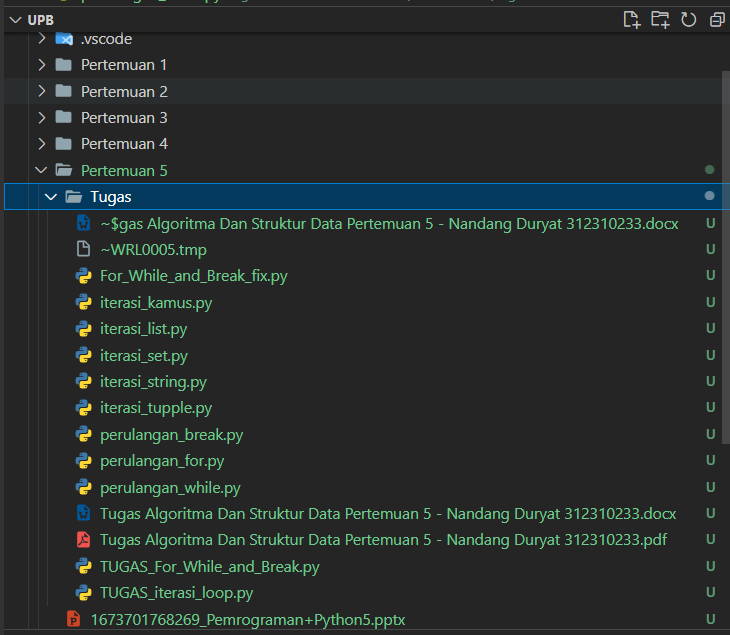 UPB
.vscode
Pertemuan 1
Pertemuan 2
Pertemuan 3
Pertemuan 4
Pertemuan 5
Tugas
~$gas Algoritma Dan Struktur Data Pertemuan 5 - Nandang Duryat 312310233.docx U
~WRL0005.tmp U
For_While_and_Break_fix.py U
iterasi_kamus.py U
iterasi_list.py U
iterasi_set.py U
iterasi_string.py U
iterasi_tupple.py U
perulangan_break.py U
perulangan_for.py U
perulangan_while.py U
Tugas Algoritma Dan Struktur Data Pertemuan 5 - Nandang Duryat 312310233.docx U
Tugas Algoritma Dan Struktur Data Pertemuan 5 - Nandang Duryat 312310233.pdf U
TUGAS_For_While_and_Break.py U
TUGAS_iterasi_loop.py U
1673701768269_Pemrograman+Python5.pptx U